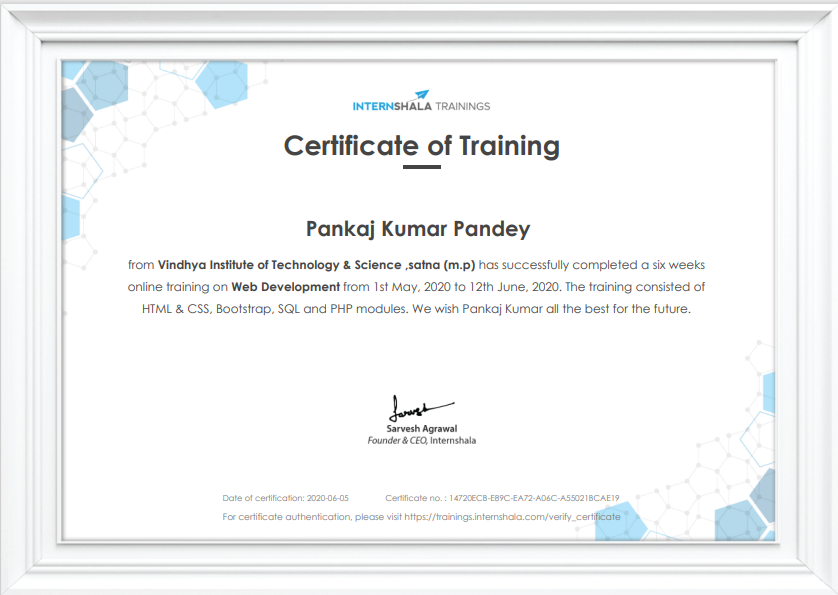 INTERNSHALA TRAININGS
Certificate of Training
Pankaj Kumar Pandey
from Vindhya Institute of Technology & Science ,satna (m.p) has successfully completed a six weeks
online training on Web Development from 1st May, 2020 to 12th June, 2020. The training consisted of
HTML & CSS, Bootstrap, SQL and PHP modules. We wish Pankaj Kumar all the best for the future.
Sarvesh
Sarvesh Agrawal
Founder & CEO, Internshala
Date of certification: 2020-06-05 Certificate no. : 14720ECB-E89C-EA72-A06C-A55021BCAE19
For certificate authentication, please visit https://trainings.internshala.com/verify_certificate